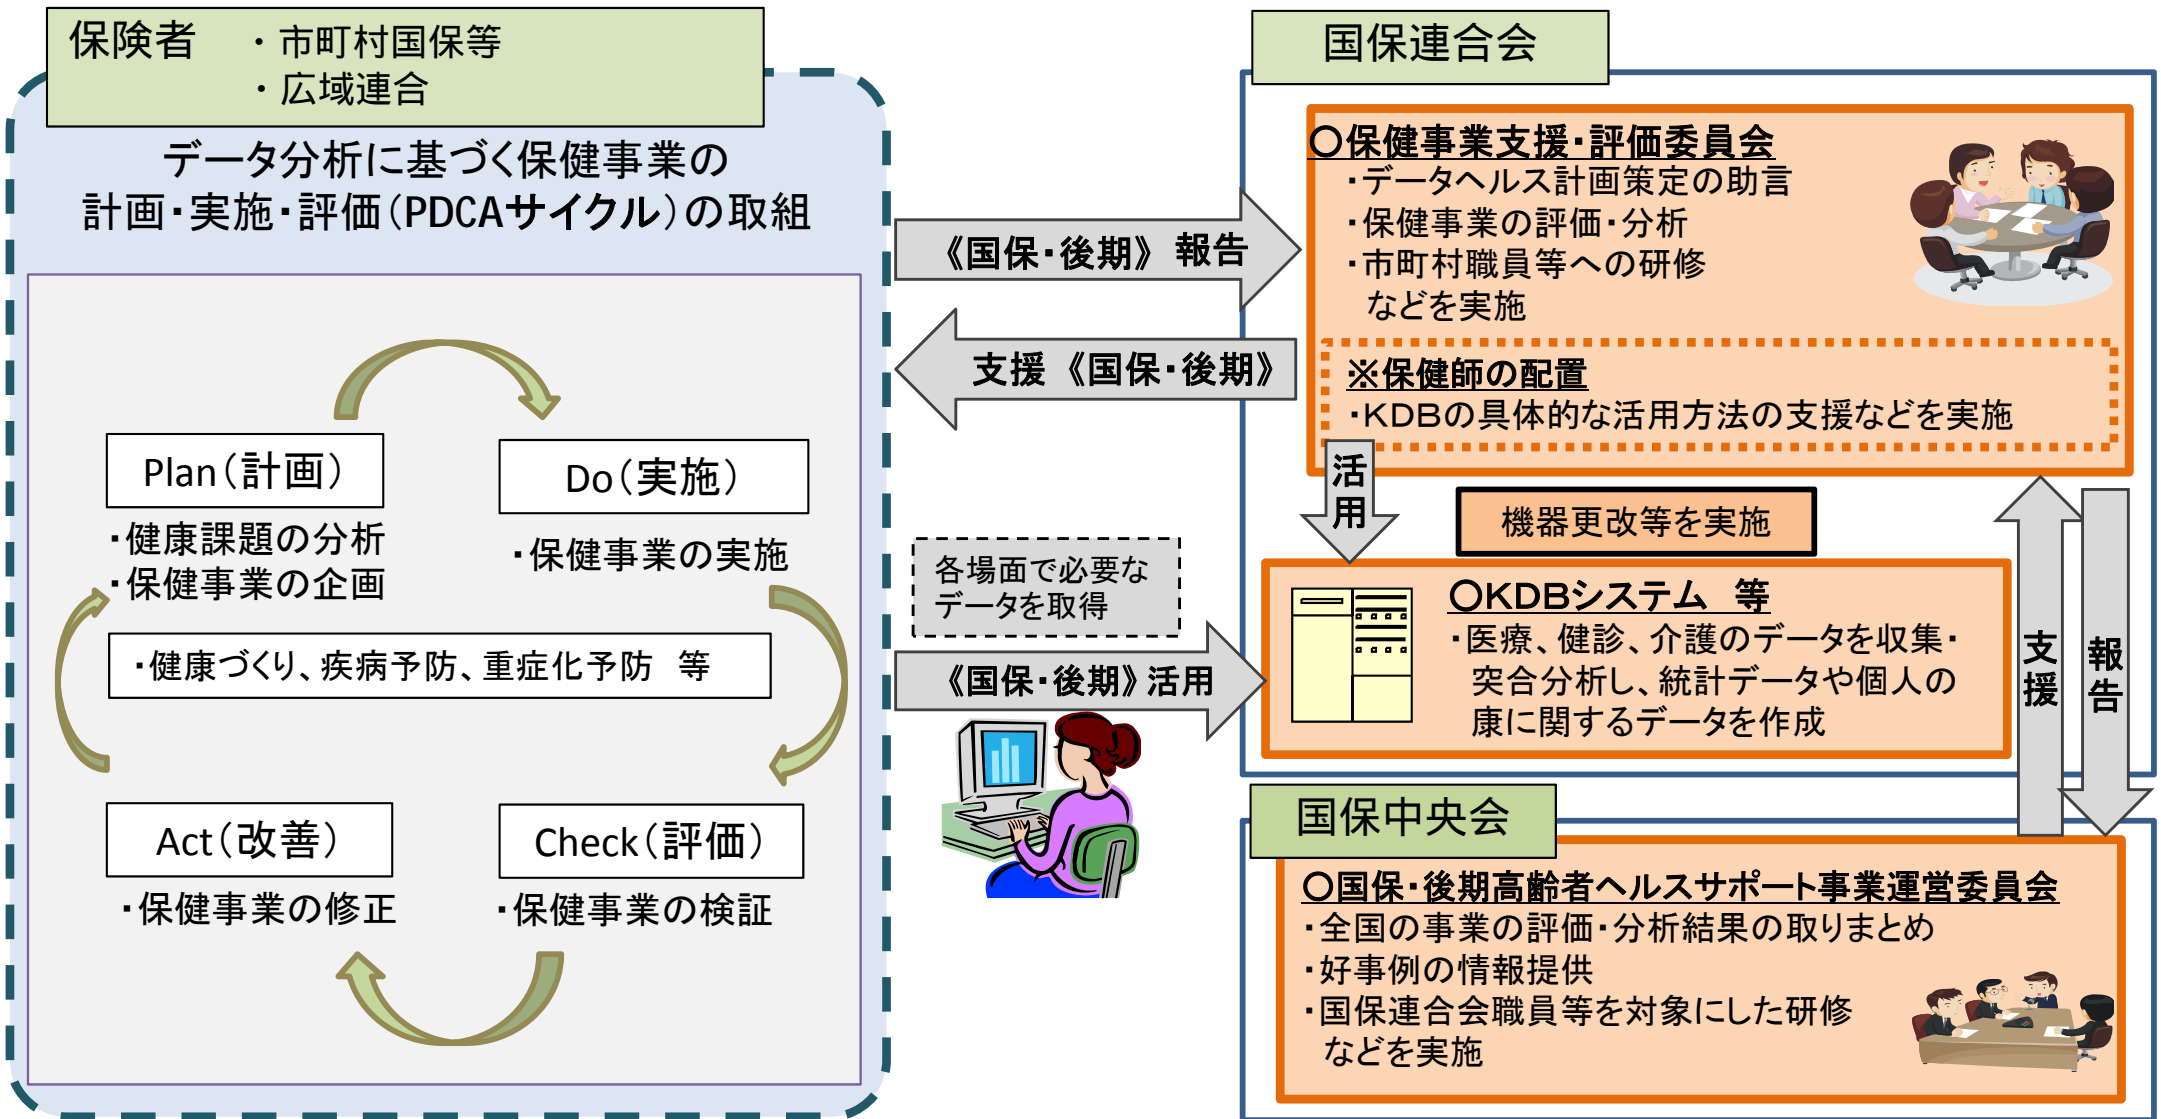 保険者 ・市町村国保等
・広域連合
データ分析に基づく保健事業の
計画・実施・評価(PDCAサイクル)の取組
Plan(計画)
・健康課題の分析
・保健事業の企画
Do(実施)
・保健事業の実施
・健康づくり、疾病予防、重症化予防 等
Act(改善)
・保健事業の修正
Check(評価)
・保健事業の検証
《国保・後期》報告
支援《国保・後期》
各場面で必要な
データを取得
《国保・後期》活用
国保連合会
〇保健事業支援・評価委員会
・データヘルス計画策定の助言
・保健事業の評価・分析
・市町村職員等への研修
などを実施
※保健師の配置
・KDBの具体的な活用方法の支援などを実施
活用
機器更改等を実施
〇KDBシステム 等
・医療、健診、介護のデータを収集・
突合分析し、統計データや個人の
康に関するデータを作成
支援
報告
国保中央会
〇国保・後期高齢者ヘルスサポート事業運営委員会
・全国の事業の評価・分析結果の取りまとめ
・好事例の情報提供
・国保連合会職員等を対象にした研修
などを実施